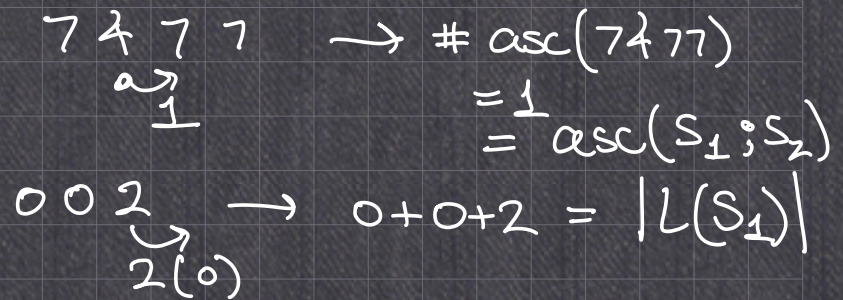 7 4 7 7 → # asc(7477)
a
1 = 1
= asc(S₁;S₂)
0 0 2 → 0+0+2 = |L(S₁)|
2(0)